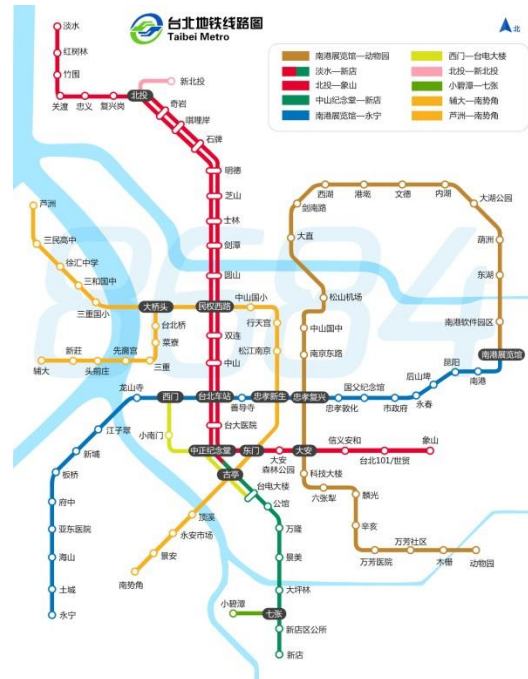 台北地铁线路图
Taibei Metro
北
南港展览馆—动物园
淡水—新店
北投—象山
中山纪念堂—新店
南港展览馆—永宁
西门—台电大楼
北投—新北投
小碧潭—七张
辅大—南势角
芦洲—南势角
8684
淡水
红树林
竹围
关渡
忠义
复兴岗
北投
新北投
奇岩
唭哩岸
石牌
明德
芝山
士林
剑潭
圆山
民权西路
双连
中山
台北车站
台大医院
中正纪念堂
芦洲
三民高中
徐汇中学
三和国中
三重国小
大桥头
台北桥
菜寮
三重
先啬宫
头前庄
新莊
辅大
中山国小
行天宫
松江南京
忠孝新生
东门
古亭
顶溪
永安市场
景安
南势角
西门
小南门
龙山寺
江子翠
新埔
板桥
府中
亚东医院
海山
土城
永宁
善导寺
忠孝复兴
忠孝敦化
国父纪念馆
市政府
永春
后山埤
昆阳
南港
南港展览馆
南港软件园区
东湖
葫洲
大湖公园
内湖
文德
港墘
西湖
剑南路
大直
松山机场
中山国中
南京东路
大安
科技大楼
六张犁
麟光
辛亥
万芳医院
万芳社区
木栅
动物园
大安
森林公园
信义安和
台北101/世贸
象山
台电大楼
公馆
万隆
景美
大坪林
七张
小碧潭
新店区公所
新店